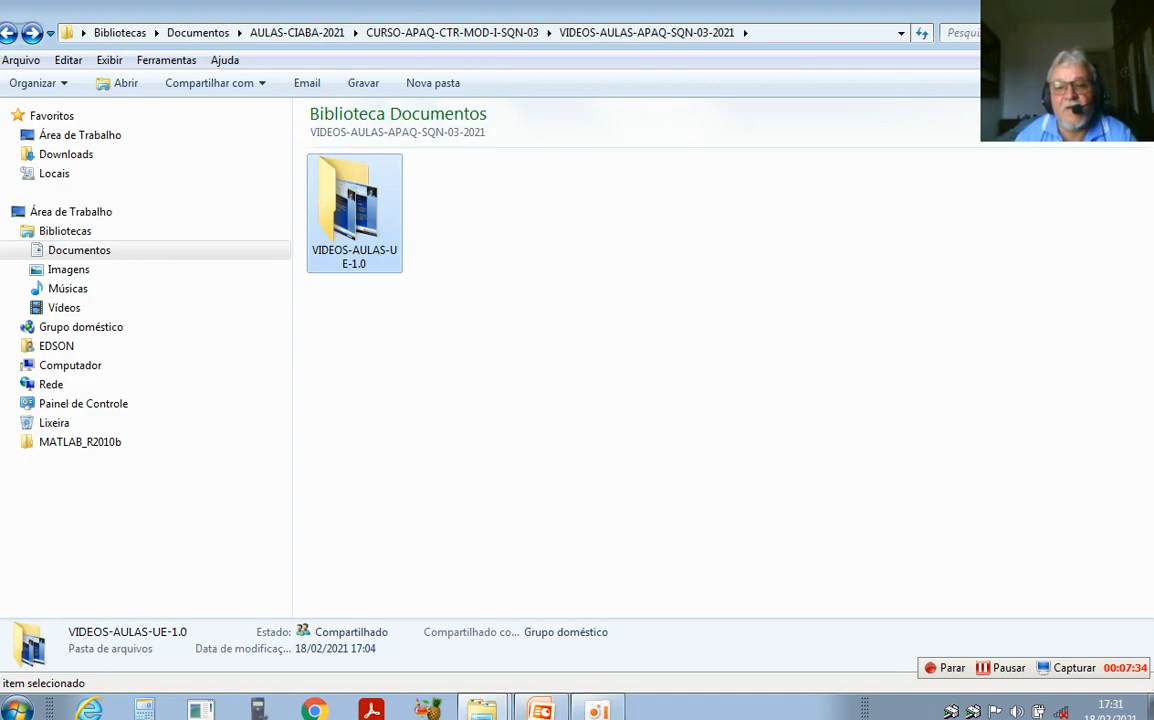 Bibliotecas Documentos AULAS-CIABA-2021 CURSO-APAQ-CTR-MOD-I-SQN-03 VIDEOS-AULAS-APAQ-SQN-03-2021 Pesqui
Arquivo Editar Exibir Ferramentas Ajuda
Organizar Abrir Compartilhar com Email Gravar Nova pasta
Favoritos
Área de Trabalho
Downloads
Locais
Área de Trabalho
Bibliotecas
Documentos
Imagens
Músicas
Vídeos
Grupo doméstico
EDSON
Computador
Rede
Painel de Controle
Lixeira
MATLAB_R2010b
Biblioteca Documentos
VIDEOS-AULAS-APAQ-SQN-03-2021
VIDEOS-AULAS-U
E-1.0
VIDEOS-AULAS-UE-1.0 Estado: Compartilhado Compartilhado co... Grupo doméstico
Pasta de arquivos Data de modificaç... 18/02/2021 17:04
Parar Pausar Capturar 00:07:34
item selecionado
17:31
18/02/2021